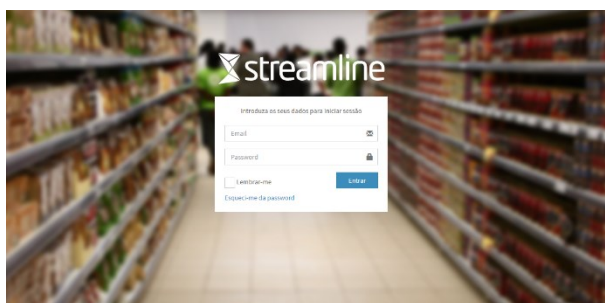 streamline
Introduza os seus dados para iniciar sessão
Email
Password
Lembrar-me
Entrar
Esqueci-me da password